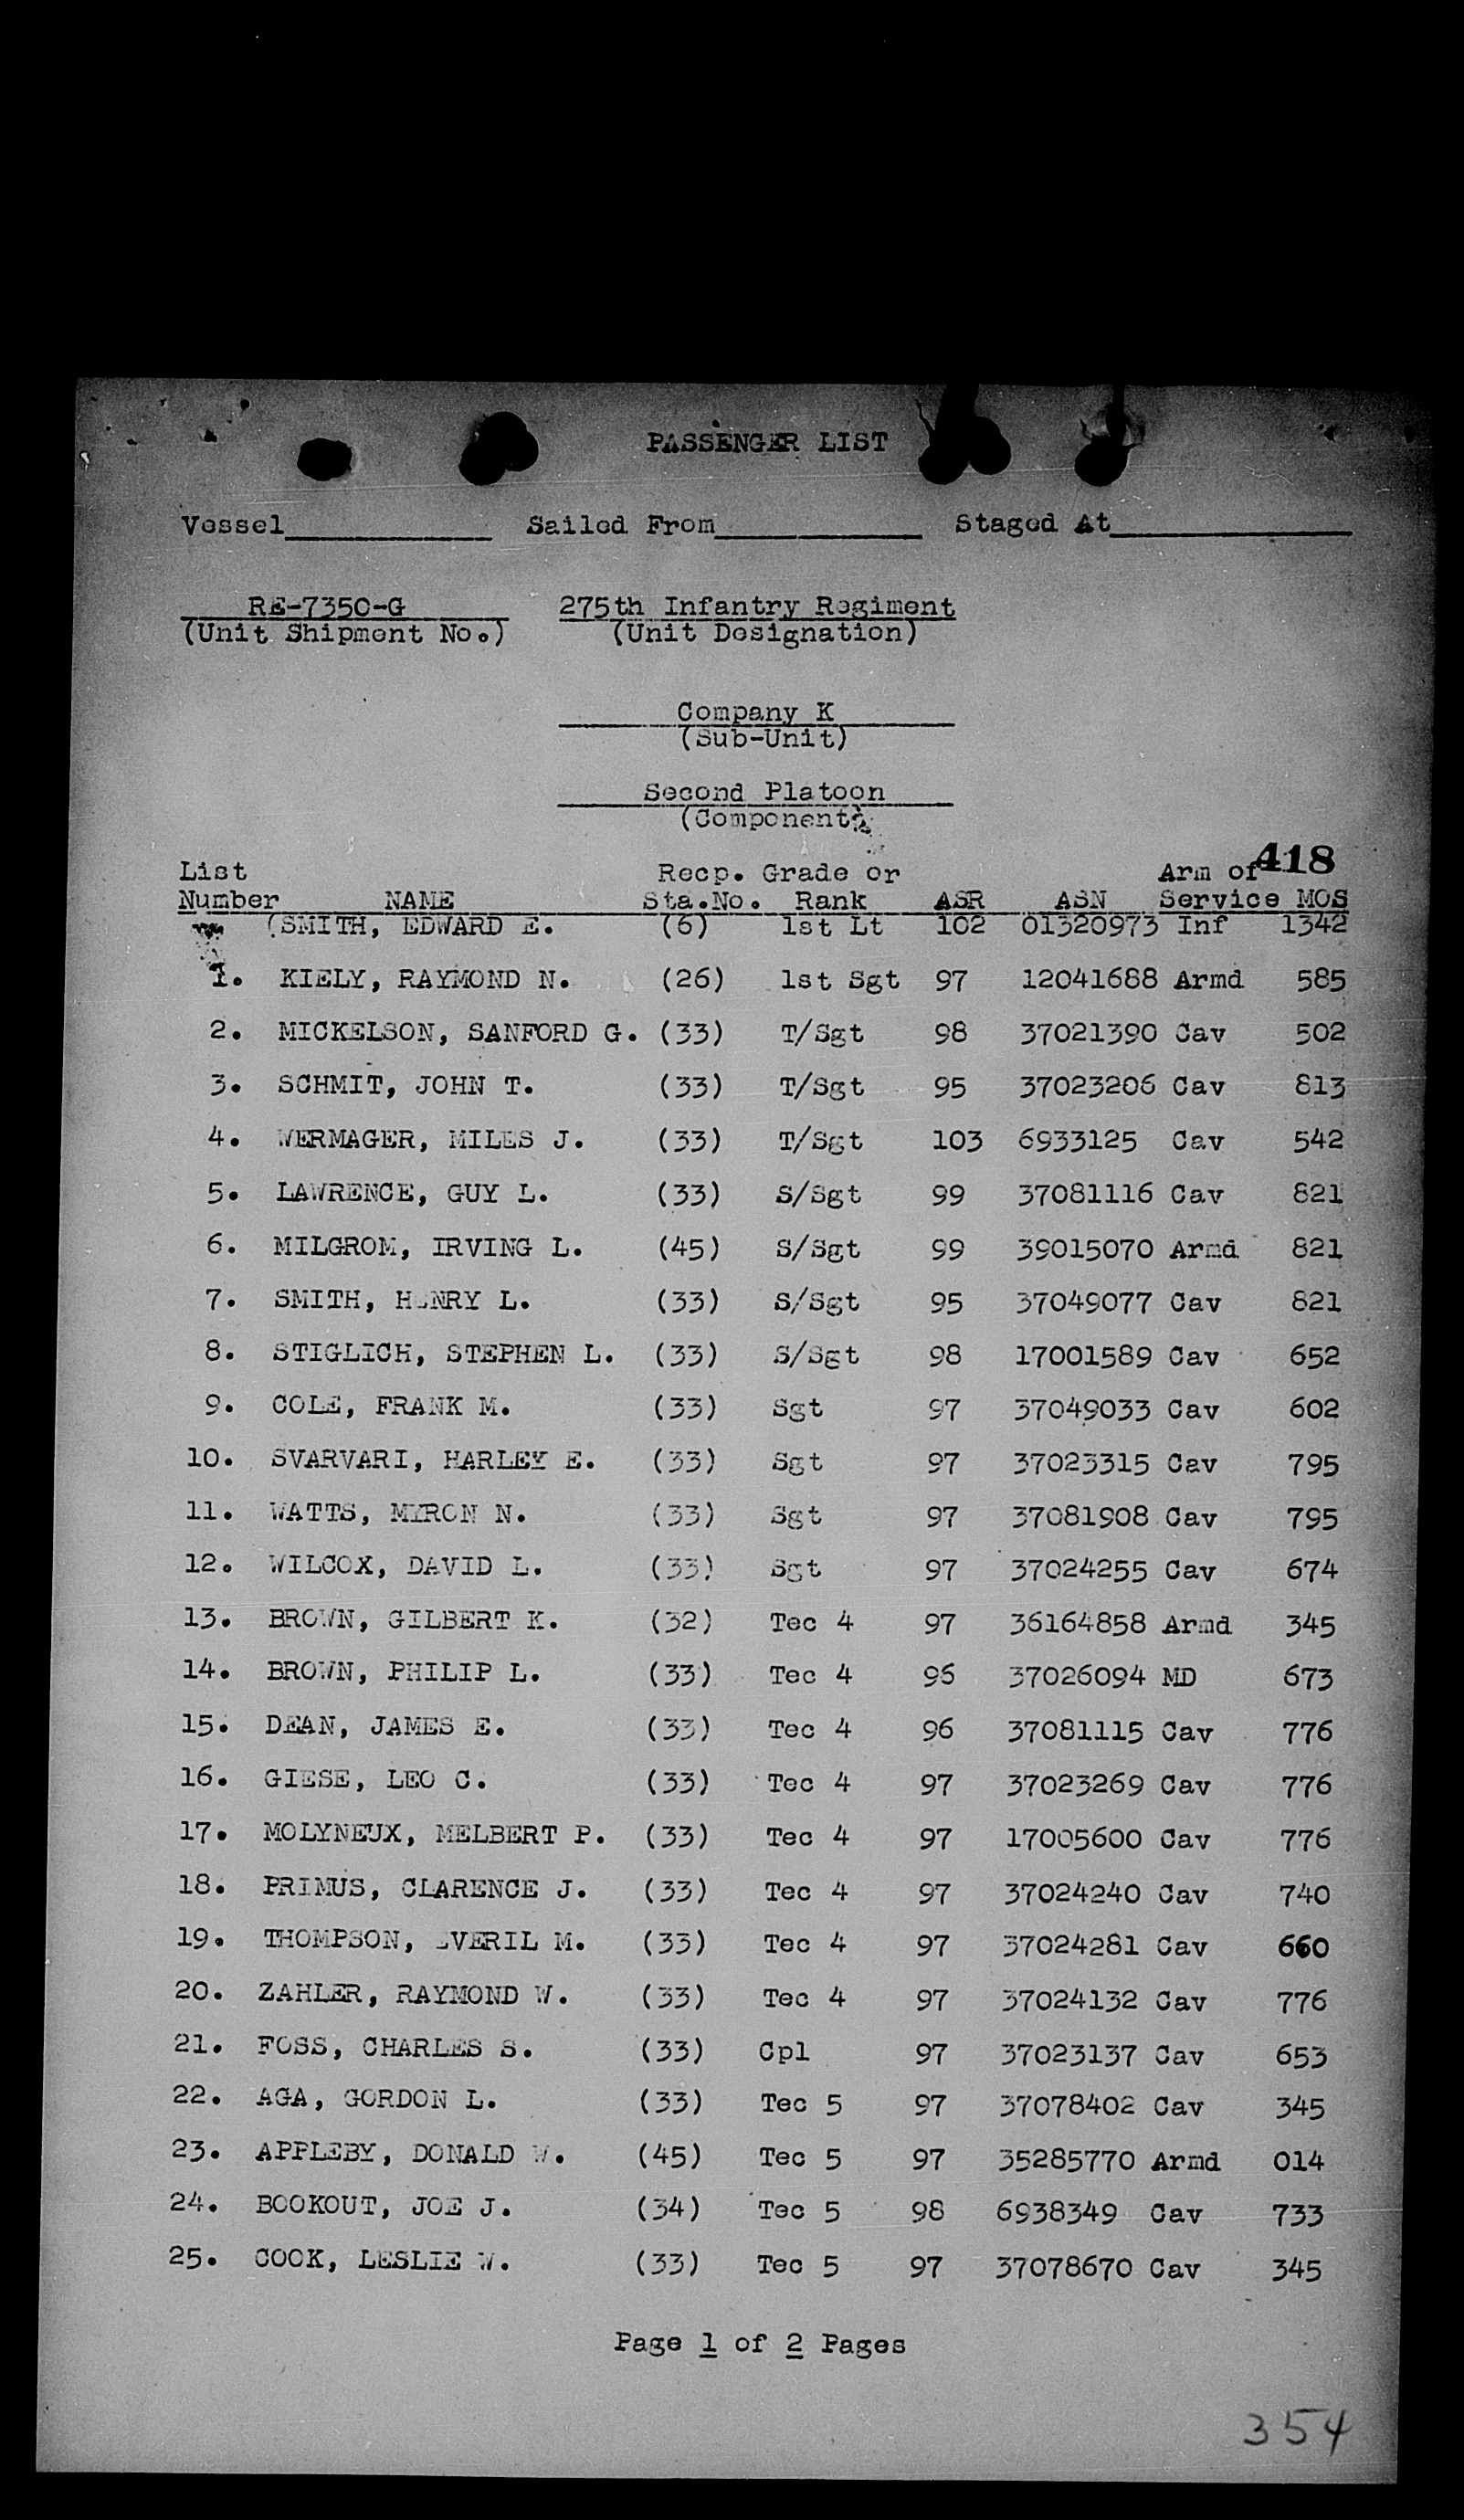 PASSENGER LIST
Vessel____________ Sailed From____________ Staged At______________
RE-7350-G 275th Infantry Regiment
(Unit Shipment No.) (Unit Designation)
Company K
(Sub-Unit)
Second Platoon
(Component)
418
List Recp. Grade or Arm of
Number NAME Sta.No. Rank ASR ASN Service MOS
(SMITH, EDWARD E. (6) 1st Lt 102 01320973 Inf 1342
1. KIELY, RAYMOND N. (26) 1st Sgt 97 12041688 Armd 585
2. MICKELSON, SANFORD G. (33) T/Sgt 98 37021390 Cav 502
3. SCHMIT, JOHN T. (33) T/Sgt 95 37023206 Cav 813
4. WERMAGER, MILES J. (33) T/Sgt 103 6933125 Cav 542
5. LAWRENCE, GUY L. (33) S/Sgt 99 37081116 Cav 821
6. MILGROM, IRVING L. (45) S/Sgt 99 39015070 Armd 821
7. SMITH, HENRY L. (33) S/Sgt 95 37049077 Cav 821
8. STIGLICH, STEPHEN L. (33) S/Sgt 98 17001589 Cav 652
9. COLE, FRANK M. (33) Sgt 97 37049033 Cav 602
10. SVARVARI, HARLEY E. (33) Sgt 97 37023315 Cav 795
11. WATTS, MYRON N. (33) Sgt 97 37081908 Cav 795
12. WILCOX, DAVID L. (33) Sgt 97 37024255 Cav 674
13. BROWN, GILBERT K. (32) Tec 4 97 36164858 Armd 345
14. BROWN, PHILIP L. (33) Tec 4 96 37026094 MD 673
15. DEAN, JAMES E. (33) Tec 4 96 37081115 Cav 776
16. GIESE, LEO C. (33) Tec 4 97 37023269 Cav 776
17. MOLYNEUX, MELBERT P. (33) Tec 4 97 17005600 Cav 776
18. PRIMUS, CLARENCE J. (33) Tec 4 97 37024240 Cav 740
19. THOMPSON, EVERIL M. (33) Tec 4 97 37024281 Cav 660
20. ZAHLER, RAYMOND W. (33) Tec 4 97 37024132 Cav 776
21. FOSS, CHARLES S. (33) Cpl 97 37023137 Cav 653
22. AGA, GORDON L. (33) Tec 5 97 37078402 Cav 345
23. APPLEBY, DONALD W. (45) Tec 5 97 35285770 Armd 014
24. BOOKOUT, JOE J. (34) Tec 5 98 6938349 Cav 733
25. COOK, LESLIE W. (33) Tec 5 97 37078670 Cav 345
Page 1 of 2 Pages
354